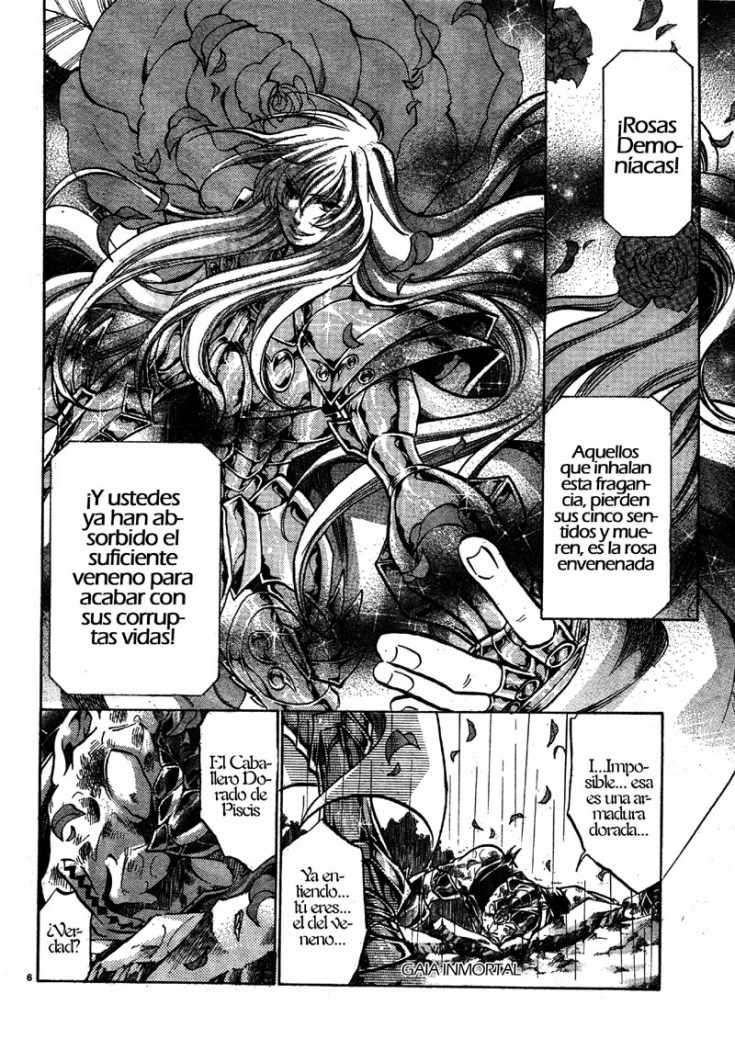 ¡Rosas
Demo-
níacas!
Aquellos
que inhalan
esta fragan-
cia, pierden
sus cinco sen-
tidos y mue-
ren, es la rosa
envenenada
¡Y ustedes
ya han ab-
sorbido el
suficiente
veneno para
acabar con
sus corrup-
tas vidas!
I...Impo-
sible... esa
es una ar-
madura
dorada...
Ya en-
tiendo...
tú eres...
el del ve-
neno...
GAIA INMORTAL
El Caba-
llero Do-
rado de
Piscis
¿Ver-
dad?
6